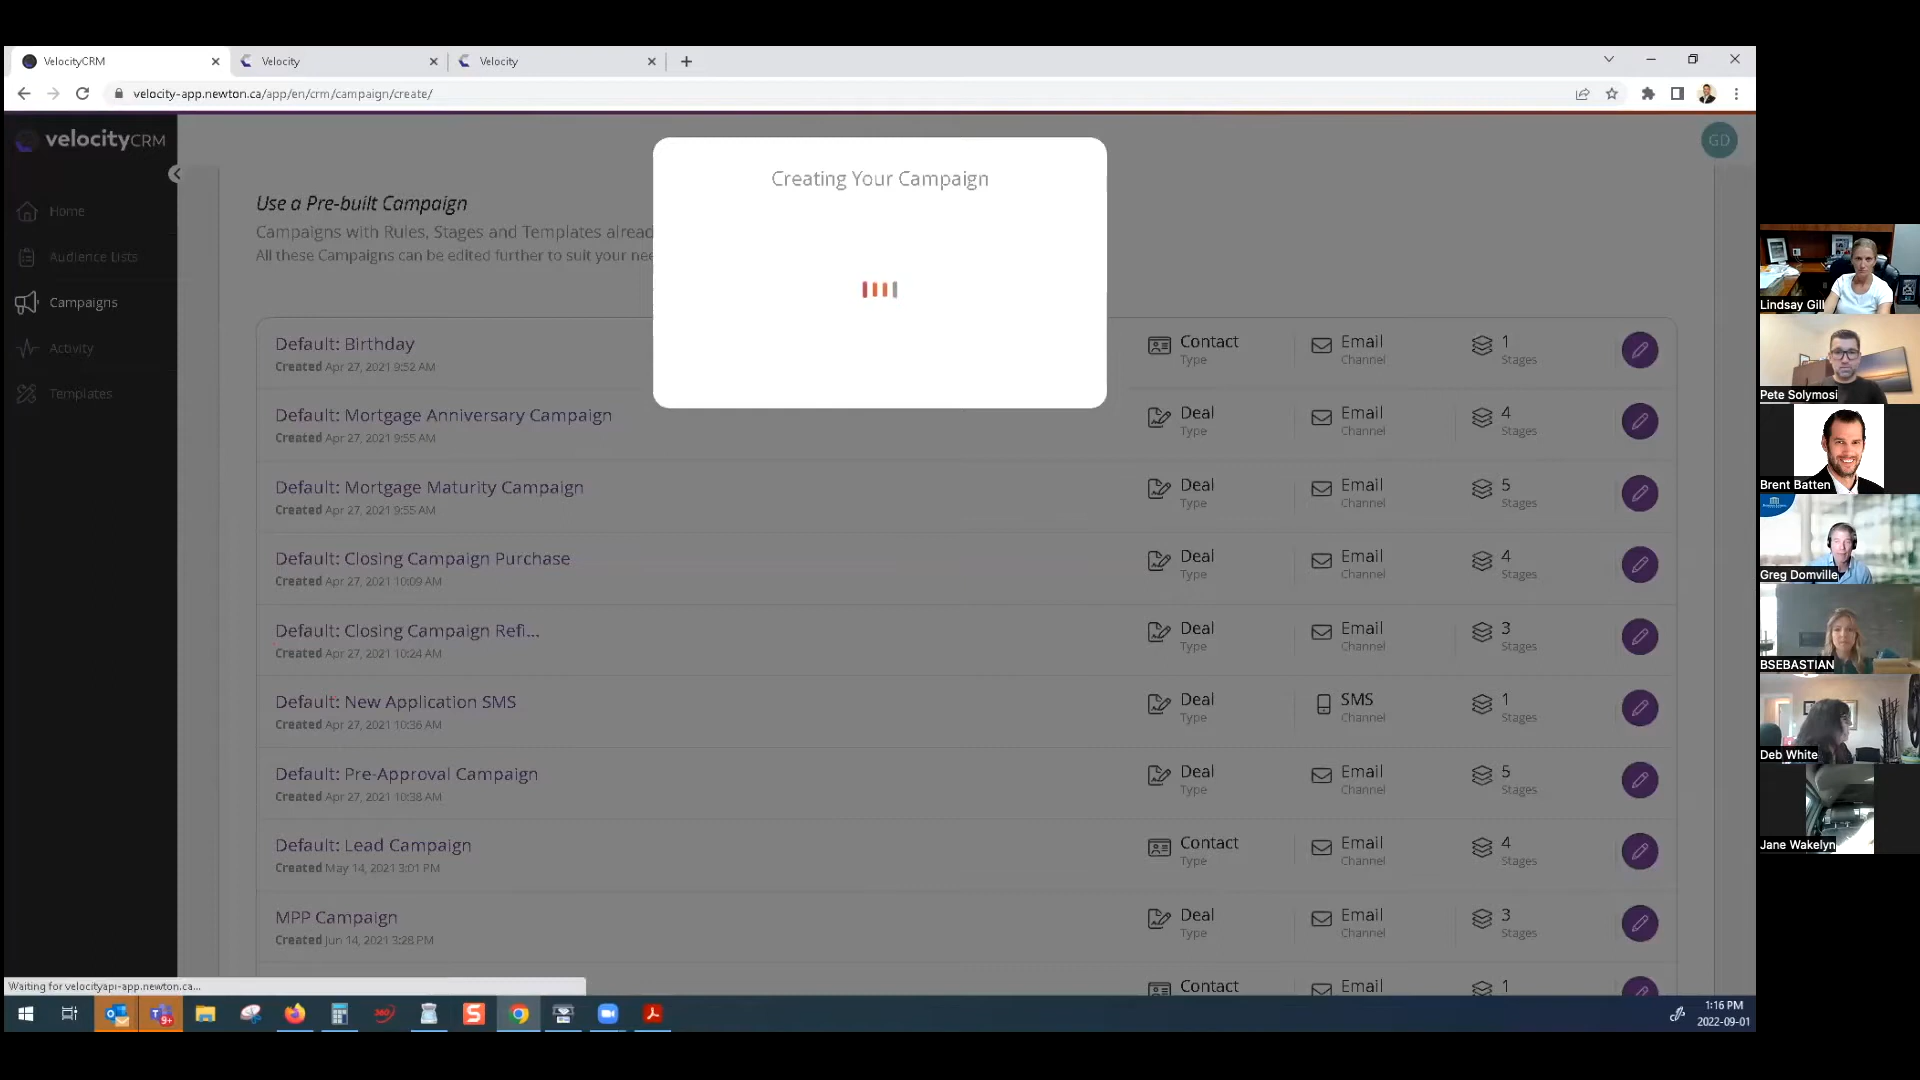 VelocityCRM
Velocity
Velocity
velocity-app.newton.ca/app/en/crm/campaign/create/
velocityCRM
GD
Home
Audience Lists
Campaigns
Activity
Templates
Creating Your Campaign
Use a Pre-built Campaign
Campaigns with Rules, Stages and Templates alread
All these Campaigns can be edited further to suit your nee
Default: Birthday
Created Apr 27, 2021 9:52 AM
Contact
Type
Email
Channel
1
Stages
Default: Mortgage Anniversary Campaign
Created Apr 27, 2021 9:55 AM
Deal
Type
Email
Channel
4
Stages
Default: Mortgage Maturity Campaign
Created Apr 27, 2021 9:55 AM
Deal
Type
Email
Channel
5
Stages
Default: Closing Campaign Purchase
Created Apr 27, 2021 10:09 AM
Deal
Type
Email
Channel
4
Stages
Default: Closing Campaign Refi...
Created Apr 27, 2021 10:24 AM
Deal
Type
Email
Channel
3
Stages
Default: New Application SMS
Created Apr 27, 2021 10:36 AM
Deal
Type
SMS
Channel
1
Stages
Default: Pre-Approval Campaign
Created Apr 27, 2021 10:38 AM
Deal
Type
Email
Channel
5
Stages
Default: Lead Campaign
Created May 14, 2021 3:01 PM
Contact
Type
Email
Channel
4
Stages
MPP Campaign
Created Jun 14, 2021 3:28 PM
Deal
Type
Email
Channel
3
Stages
Contact
Email
1
Waiting for velocityapi-app.newton.ca...
9+
360
S
1:16 PM
2022-09-01
Lindsay Gill
Pete Solymosi
Brent Batten
Greg Domville
BSEBASTIAN
Deb White
Jane Wakelyn